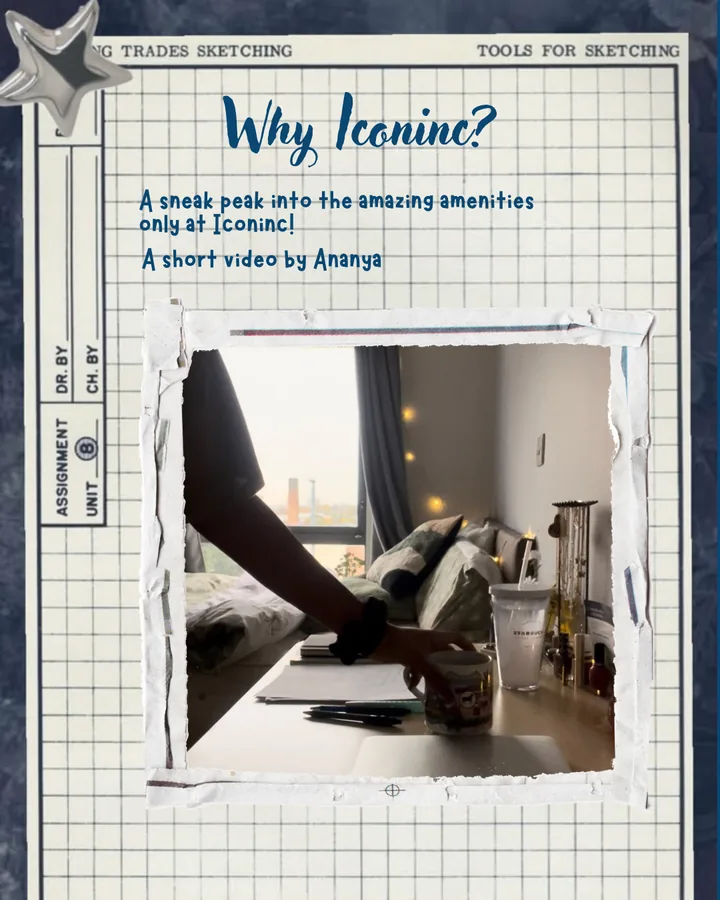 NG TRADES SKETCHING
TOOLS FOR SKETCHING
Why Iconinc?
A sneak peak into the amazing amenities
only at Iconinc!
A short video by Ananya
DR. BY
CH. BY
ASSIGNMENT
UNIT 8